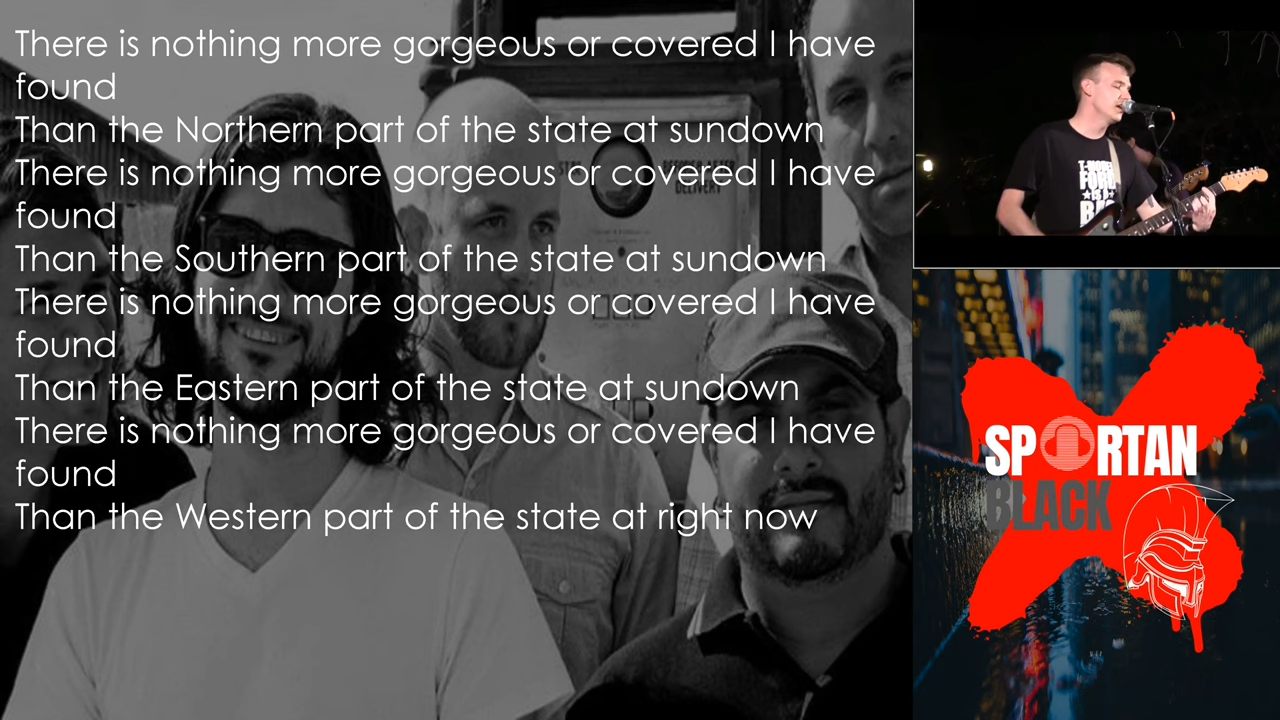 There is nothing more gorgeous or covered I have
found
Than the Northern part of the state at sundown
There is nothing more gorgeous or covered I have
found
Than the Southern part of the state at sundown
There is nothing more gorgeous or covered I have
found
Than the Eastern part of the state at sundown
There is nothing more gorgeous or covered I have
found
Than the Western part of the state at right now
SPARTAN
BLACK